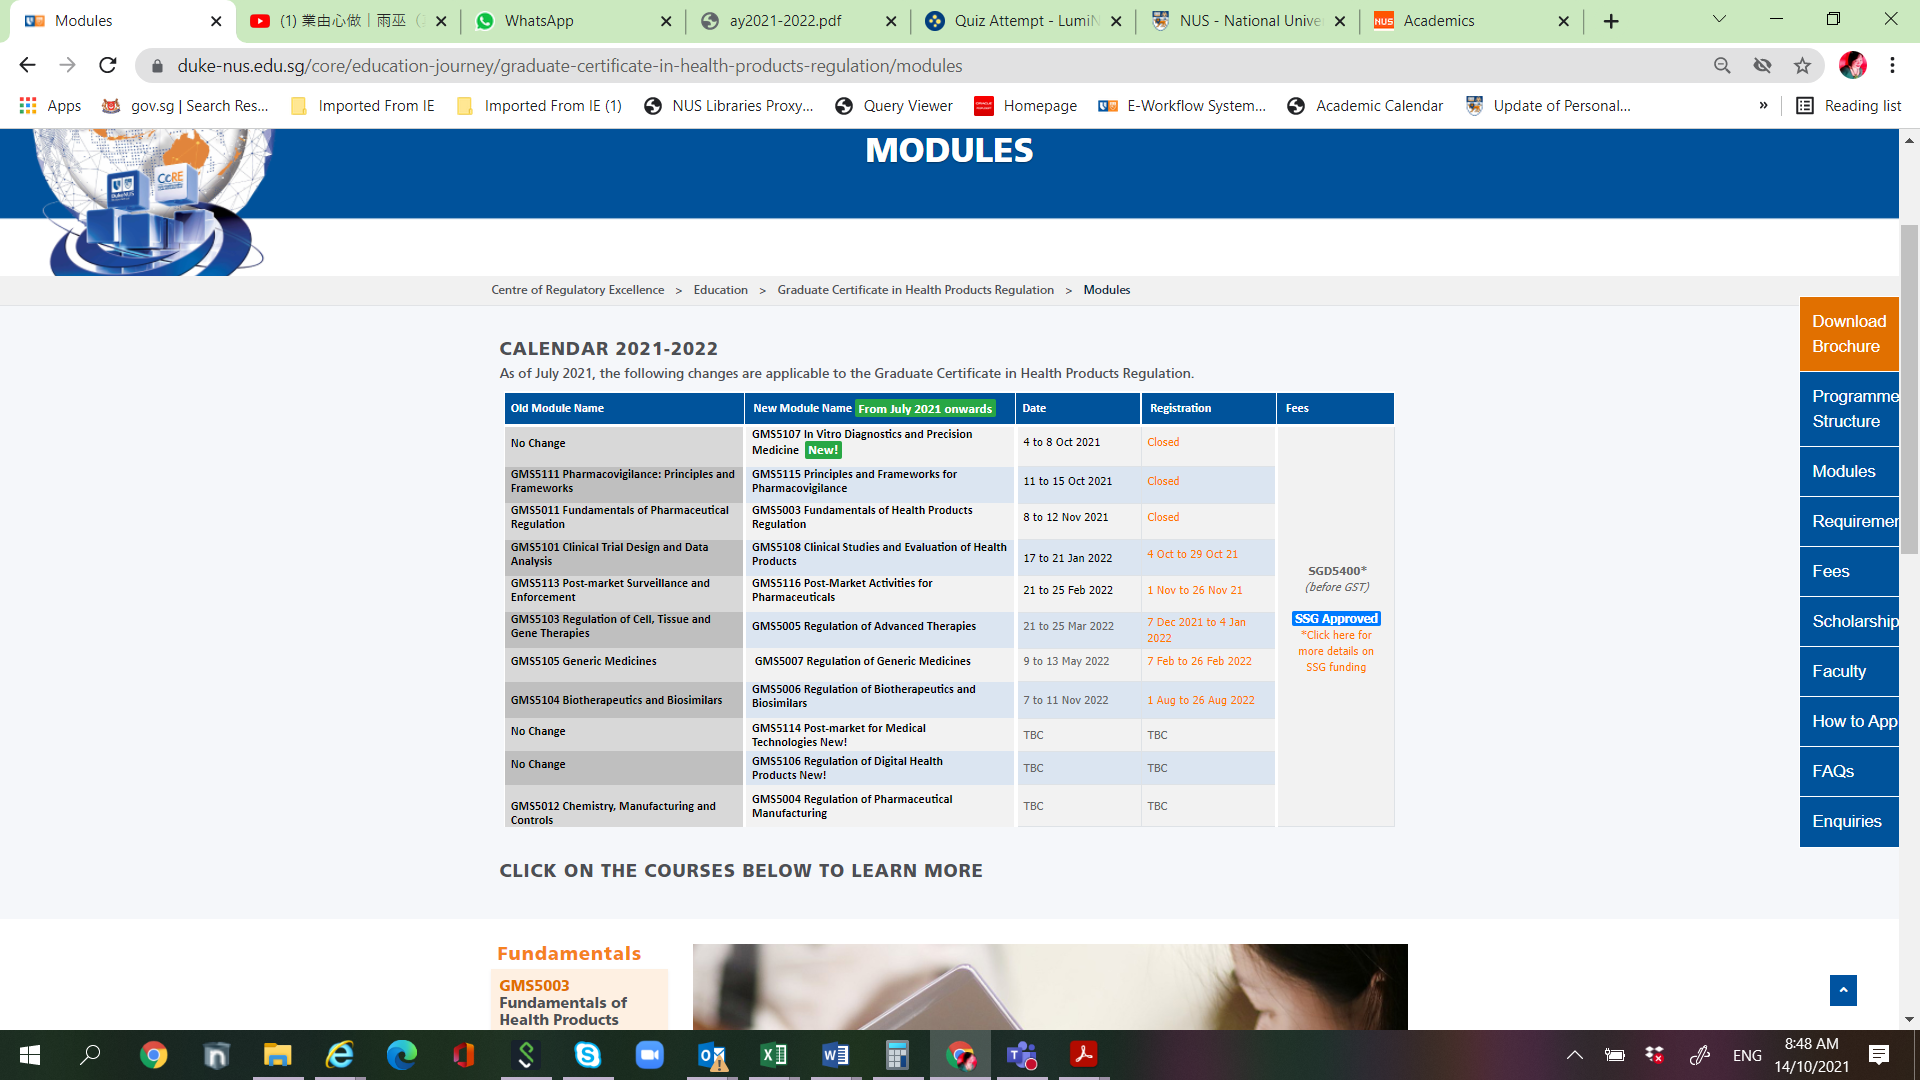 Modules
(1) 業由心做｜雨巫
WhatsApp
ay2021-2022.pdf
Quiz Attempt - Lumi
NUS - National Unive
NUS
Academics
duke-nus.edu.sg/core/education-journey/graduate-certificate-in-health-products-regulation/modules
Apps
gov.sg | Search Res...
Imported From IE
Imported From IE (1)
NUS Libraries Proxy...
Query Viewer
Homepage
E-Workflow System...
Academic Calendar
Update of Personal...
»
Reading list
MODULES
CoRE
DukeNUS
Centre of Regulatory Excellence > Education > Graduate Certificate in Health Products Regulation > Modules
CALENDAR 2021-2022
As of July 2021, the following changes are applicable to the Graduate Certificate in Health Products Regulation.
Old Module Name
New Module Name From July 2021 onwards
Date
Registration
Fees
No Change
GMS5107 In Vitro Diagnostics and Precision
Medicine New!
4 to 8 Oct 2021
Closed
GMS5111 Pharmacovigilance: Principles and
Frameworks
GMS5115 Principles and Frameworks for
Pharmacovigilance
11 to 15 Oct 2021
Closed
GMS5011 Fundamentals of Pharmaceutical
Regulation
GMS5003 Fundamentals of Health Products
Regulation
8 to 12 Nov 2021
Closed
GMS5101 Clinical Trial Design and Data
Analysis
GMS5108 Clinical Studies and Evaluation of Health
Products
17 to 21 Jan 2022
4 Oct to 29 Oct 21
GMS5113 Post-market Surveillance and
Enforcement
GMS5116 Post-Market Activities for
Pharmaceuticals
21 to 25 Feb 2022
1 Nov to 26 Nov 21
GMS5103 Regulation of Cell, Tissue and
Gene Therapies
GMS5005 Regulation of Advanced Therapies
21 to 25 Mar 2022
7 Dec 2021 to 4 Jan
2022
GMS5105 Generic Medicines
GMS5007 Regulation of Generic Medicines
9 to 13 May 2022
7 Feb to 26 Feb 2022
GMS5104 Biotherapeutics and Biosimilars
GMS5006 Regulation of Biotherapeutics and
Biosimilars
7 to 11 Nov 2022
1 Aug to 26 Aug 2022
No Change
GMS5114 Post-market for Medical
Technologies New!
TBC
TBC
No Change
GMS5106 Regulation of Digital Health
Products New!
TBC
TBC
GMS5012 Chemistry, Manufacturing and
Controls
GMS5004 Regulation of Pharmaceutical
Manufacturing
TBC
TBC
SGD5400*
(before GST)
SSG Approved
*Click here for
more details on
SSG funding
Download
Brochure
Programme
Structure
Modules
Requiremen
Fees
Scholarship
Faculty
How to App
FAQs
Enquiries
CLICK ON THE COURSES BELOW TO LEARN MORE
Fundamentals
GMS5003
Fundamentals of
Health Products
ENG
8:48 AM
14/10/2021